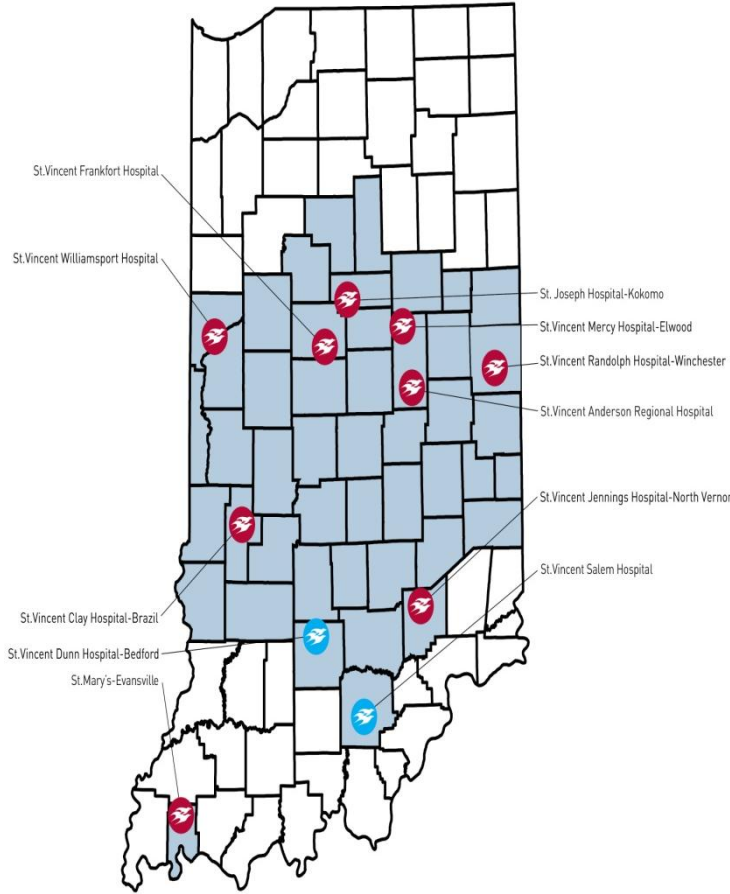 St.Vincent Frankfort Hospital
St.Vincent Williamsport Hospital
St. Joseph Hospital-Kokomo
St.Vincent Mercy Hospital-Elwood
St.Vincent Randolph Hospital-Winchester
St.Vincent Anderson Regional Hospital
St.Vincent Jennings Hospital-North Vernon
St.Vincent Salem Hospital
St.Vincent Clay Hospital-Brazil
St.Vincent Dunn Hospital-Bedford
St.Mary's-Evansville